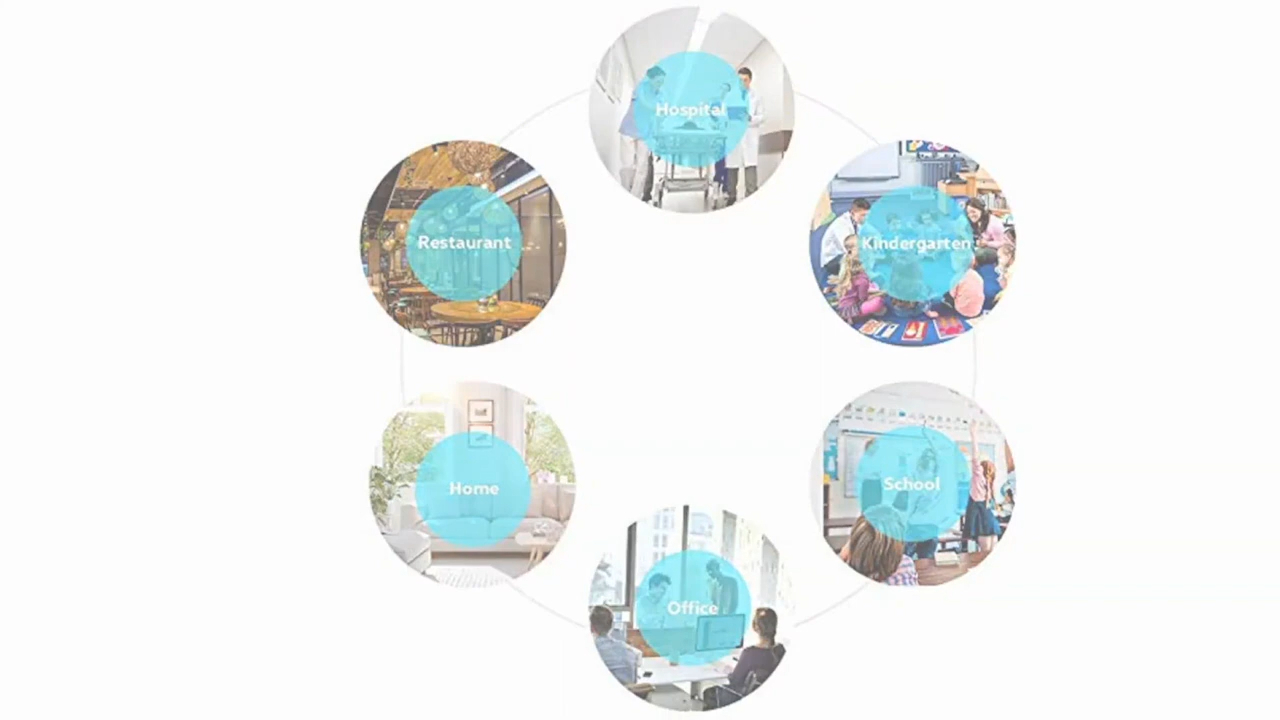 Hospital
Restaurant
Kindergarten
Home
School
Office